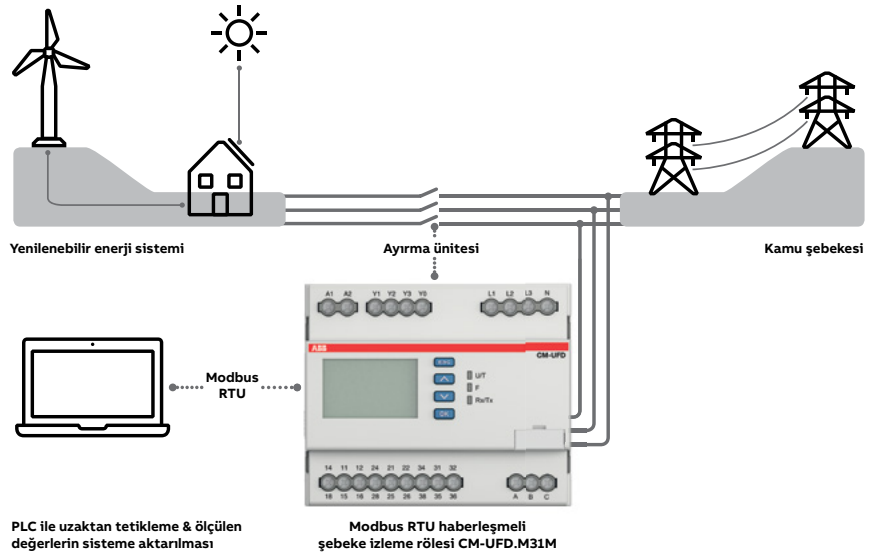 Yenilenebilir enerji sistemi
Ayırma ünitesi
Kamu şebekesi
A1 A2 Y1 Y2 Y3 Y0 L1 L2 L3 N
ABB
CM-UFD
ESC
U/T
F
Rx/Tx
OK
Modbus
RTU
14 11 12 24 21 22 34 31 32
18 15 16 28 25 26 38 35 36
A B C
PLC ile uzaktan tetikleme & ölçülen
değerlerin sisteme aktarılması
Modbus RTU haberleşmeli
şebeke izleme rölesi CM-UFD.M31M